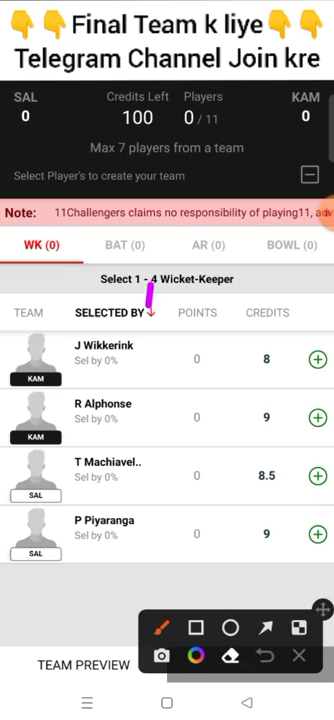 👇👇Final Team k liye👇👇
Telegram Channel Join kre
SAL Credits Left Players KAM
0 100 0 / 11 0
Max 7 players from a team
Select Player's to create your team
Note: 11Challengers claims no responsibility of playing11,
WK (0) BAT (0) AR (0) BOWL (0)
Select 1 - 4 Wicket-Keeper
TEAM SELECTED BY POINTS CREDITS
J Wikkerink
Sel by 0% 0 8
KAM
R Alphonse
Sel by 0% 0 9
KAM
T Machiavel..
Sel by 0% 0 8.5
SAL
P Piyaranga
Sel by 0% 0 9
SAL
TEAM PREVIEW